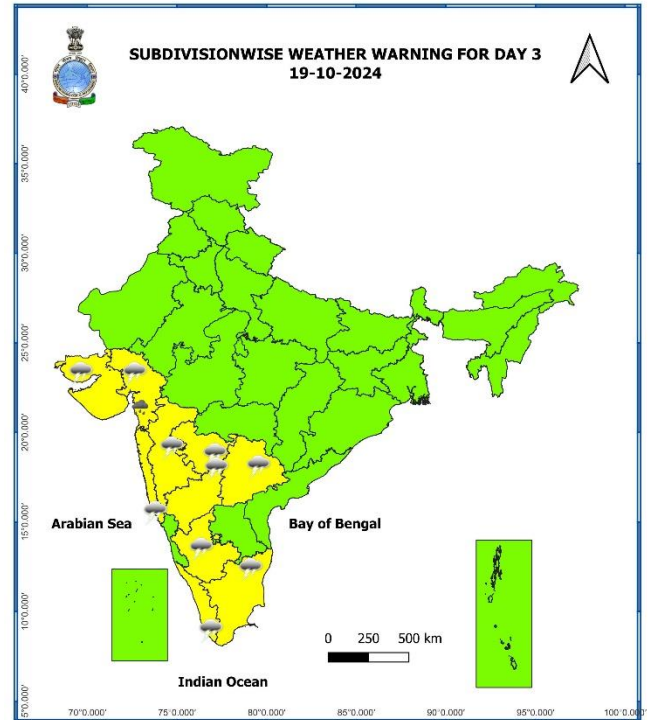 SUBDIVISIONWISE WEATHER WARNING FOR DAY 3
19-10-2024
40°0.000'
35°0.000'
30°0.000'
25°0.000'
20°0.000'
15°0.000'
10°0.000'
5°0.000'
Arabian Sea
Bay of Bengal
0 250 500 km
Indian Ocean
70°0.000' 75°0.000' 80°0.000' 85°0.000' 90°0.000' 95°0.000' 100°0.000'